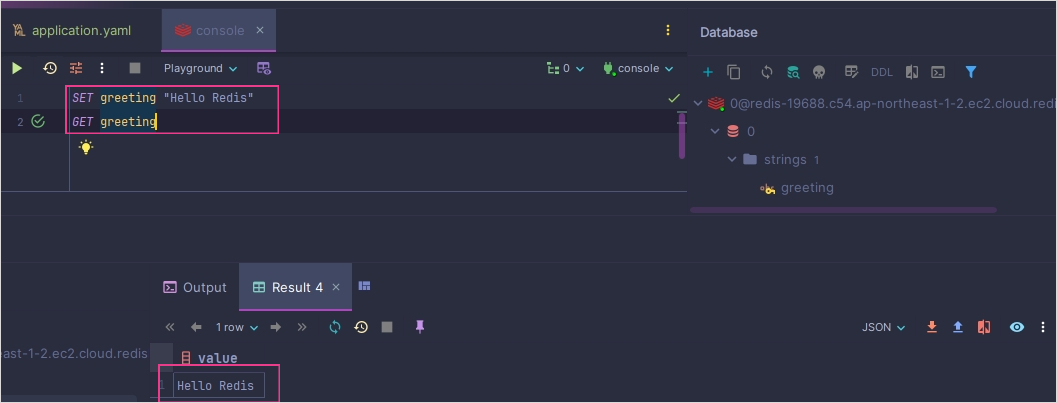 application.yaml
console
Database
Playground
0
console
DDL
1 SET greeting "Hello Redis"
2 GET greeting
0@redis-19688.c54.ap-northeast-1-2.ec2.cloud.redi
0
strings 1
greeting
Output
Result 4
1 row
JSON
east-1-2.ec2.cloud.redis
value
1 Hello Redis